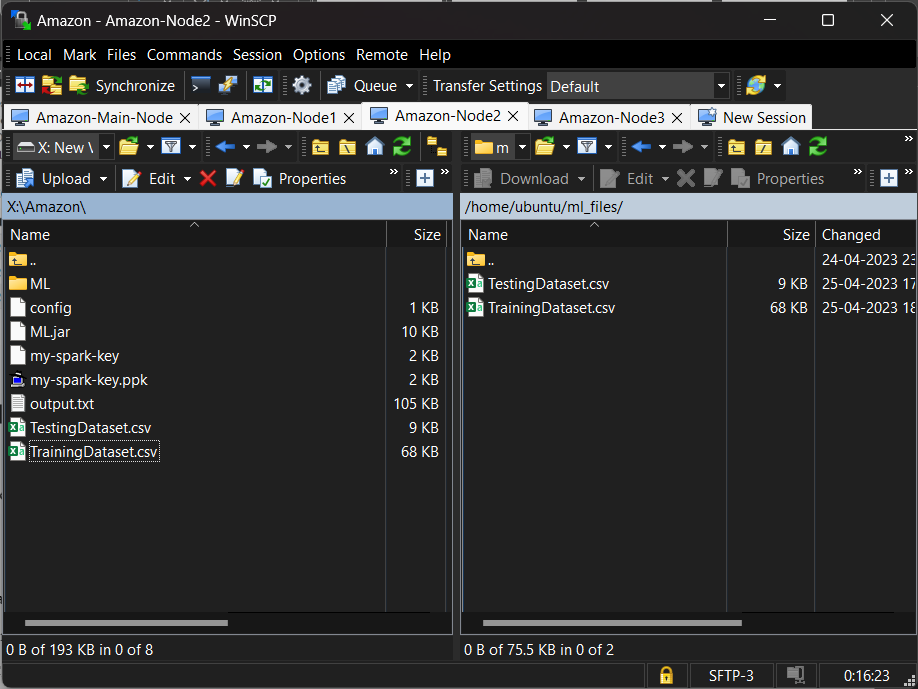 Amazon - Amazon-Node2 - WinSCP
Local Mark Files Commands Session Options Remote Help
Synchronize Queue Transfer Settings Default
Amazon-Main-Node Amazon-Node1 Amazon-Node2 Amazon-Node3 New Session
X: New \ m
Upload Edit Properties » Download Edit Properties »
X:\Amazon\ /home/ubuntu/ml_files/
Name Size Name Size Changed
.. .. 24-04-2023 23
ML TestingDataset.csv 9 KB 25-04-2023 17
config 1 KB TrainingDataset.csv 68 KB 25-04-2023 18
ML.jar 10 KB
my-spark-key 2 KB
my-spark-key.ppk 2 KB
output.txt 105 KB
TestingDataset.csv 9 KB
TrainingDataset.csv 68 KB
0 B of 193 KB in 0 of 8 0 B of 75.5 KB in 0 of 2
SFTP-3 0:16:23